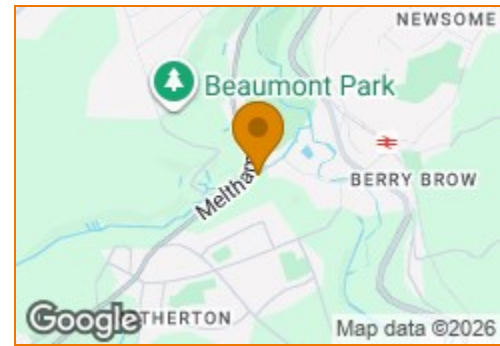 NEWSOME
Beaumont Park
Meltha
BERRY BROW
THERTON
Google
Map data ©2026